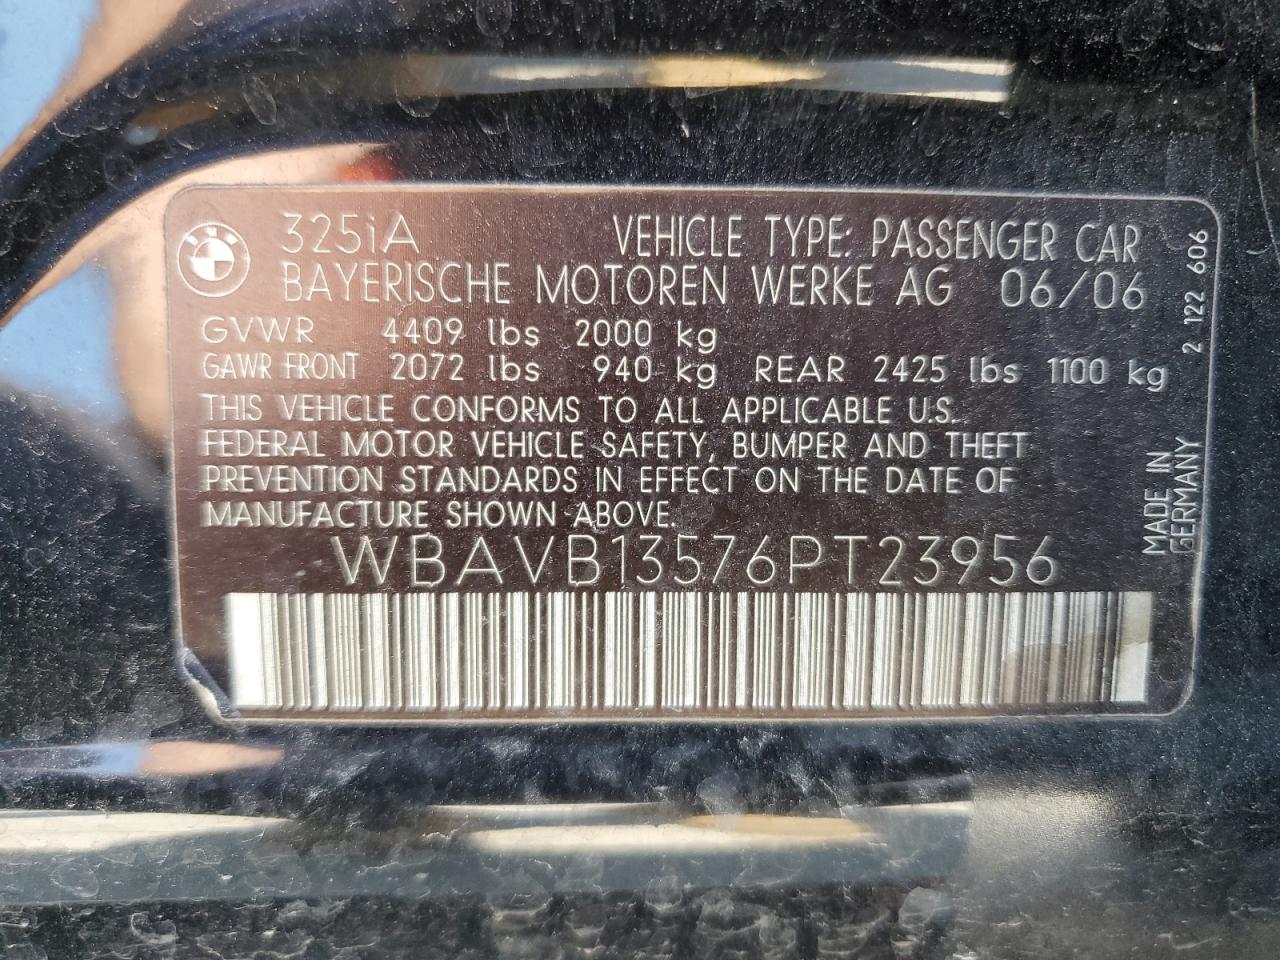 325iA VEHICLE TYPE: PASSENGER CAR
BAYERISCHE MOTOREN WERKE AG 06/06
GVWR 4409 lbs 2000 kg
GAWR FRONT 2072 lbs 940 kg REAR 2425 lbs 1100 kg
THIS VEHICLE CONFORMS TO ALL APPLICABLE U.S.
FEDERAL MOTOR VEHICLE SAFETY, BUMPER AND THEFT
PREVENTION STANDARDS IN EFFECT ON THE DATE OF
MANUFACTURE SHOWN ABOVE.
WBAVB13576PT23956
MADE IN
GERMANY
2 122 606
BMW